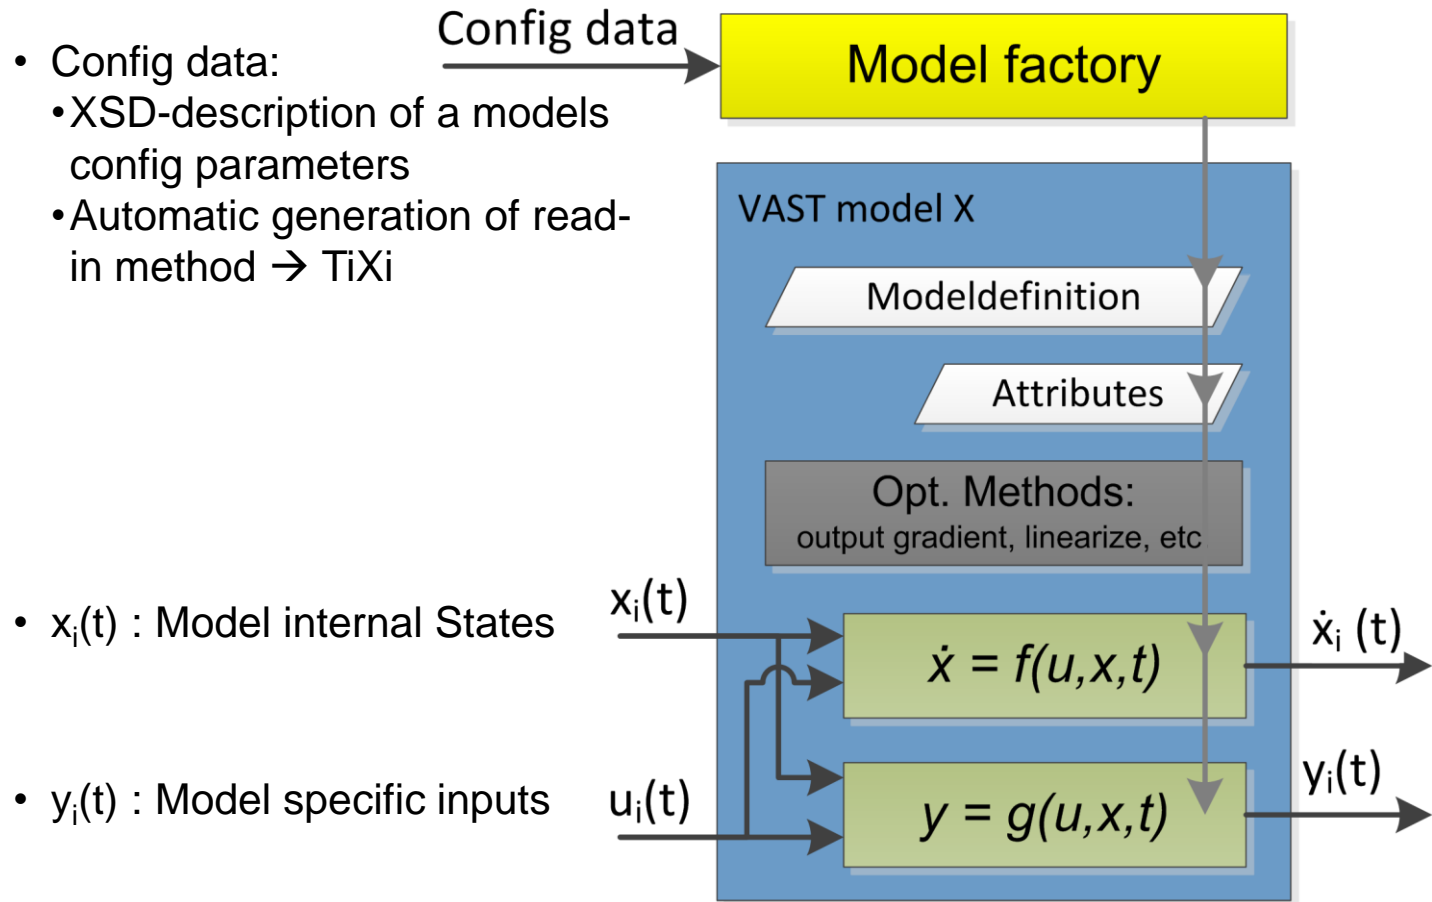 Config data
Model factory
• Config data:
•XSD-description of a models
config parameters
•Automatic generation of read-
in method → TiXi
VAST model X
Modeldefinition
Attributes
Opt. Methods:
output gradient, linearize, etc
• xᵢ(t) : Model internal States
xᵢ(t)
ẋ = f(u,x,t)
ẋᵢ (t)
• yᵢ(t) : Model specific inputs
uᵢ(t)
y = g(u,x,t)
yᵢ(t)